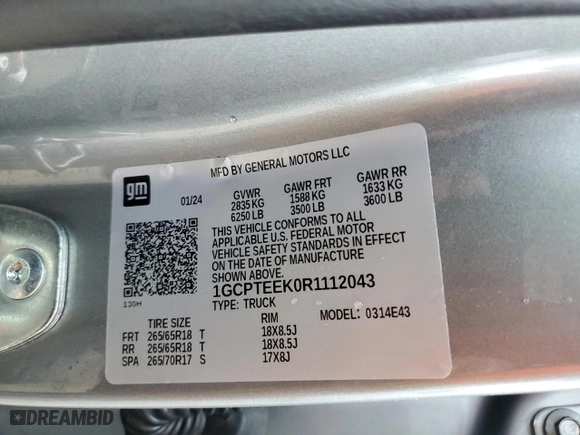 MFD BY GENERAL MOTORS LLC
gm
01/24
GVWR GAWR FRT GAWR RR
2835 KG 1588 KG 1633 KG
6250 LB 3500 LB 3600 LB
THIS VEHICLE CONFORMS TO ALL
APPLICABLE U.S. FEDERAL MOTOR
VEHICLE SAFETY STANDARDS IN EFFECT
ON THE DATE OF MANUFACTURE
SHOWN ABOVE.
1GCPTEEK0R1112043
TYPE: TRUCK MODEL: 0314E43
130H
TIRE SIZE RIM
FRT 265/65R18 T 18X8.5J
RR 265/65R18 T 18X8.5J
SPA 265/70R17 S 17X8J
DREAMBID